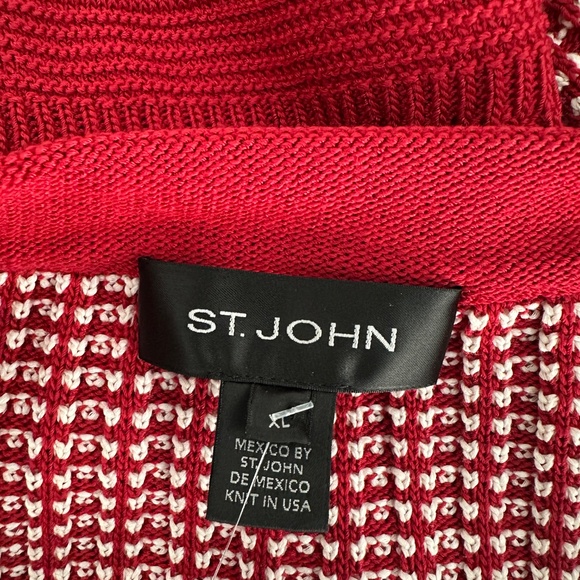 ST. JOHN
XL
MEXICO BY
ST. JOHN
DE MEXICO
KNIT IN USA